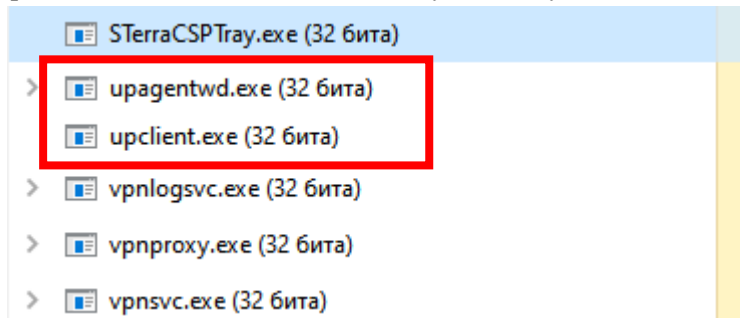 STerraCSPTray.exe (32 бита)
upagentwd.exe (32 бита)
upclient.exe (32 бита)
vpnlogsvc.exe (32 бита)
vpnproxy.exe (32 бита)
vpnsvc.exe (32 бита)